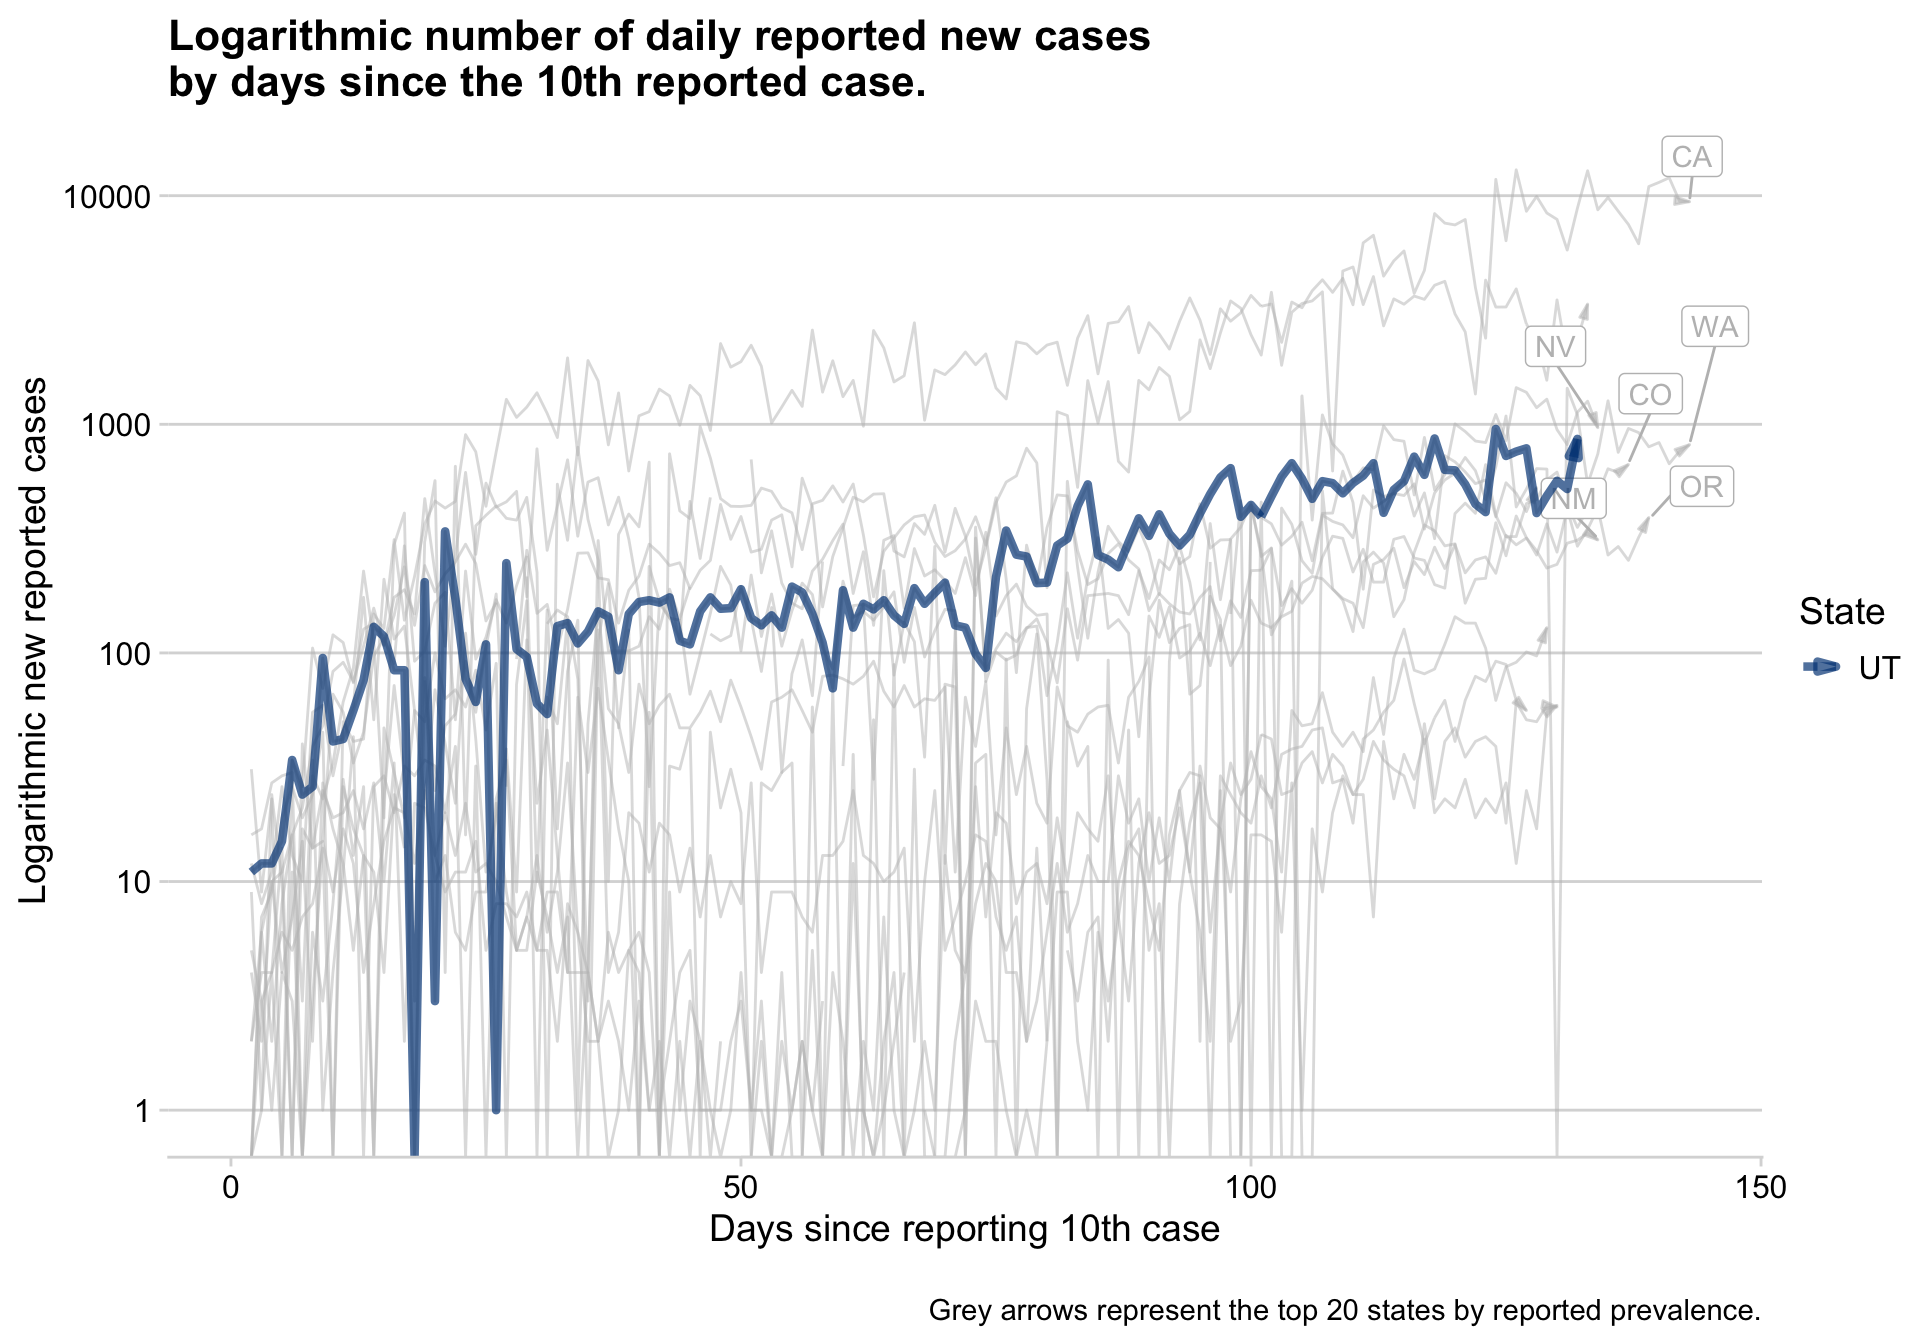 Logarithmic number of daily reported new cases
by days since the 10th reported case.
Logarithmic new reported cases
10000
1000
100
10
1
CA
NV
WA
CO
OR
NM
State
UT
0
50
100
150
Days since reporting 10th case
Grey arrows represent the top 20 states by reported prevalence.